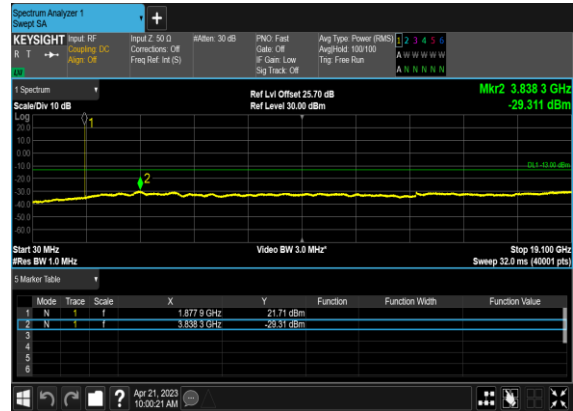 Spectrum Analyzer 1
Swept SA
+
KEYSIGHT Input: RF Input Z: 50 Ω #Atten: 30 dB PNO: Fast Avg Type: Power (RMS) 1 2 3 4 5 6
R T Coupling: DC Corrections: Off Gate: Off Avg|Hold: 100/100 A W W W W W
Align: Off Freq Ref: Int (S) IF Gain: Low Trig: Free Run
LW Sig Track: Off A N N N N N
1 Spectrum Ref Lvl Offset 25.70 dB Mkr2 3.838 3 GHz
Scale/Div 10 dB Ref Level 30.00 dBm -29.311 dBm
Log
20.0
10.0
0.00
-10.0
-20.0
-30.0
-40.0
-50.0
-60.0
1
2
DL1 -13.00 dBm
Start 30 MHz Video BW 3.0 MHz* Stop 19.100 GHz
#Res BW 1.0 MHz Sweep 32.0 ms (40001 pts)
5 Marker Table
Mode Trace Scale X Y Function Function Width Function Value
1 N 1 f 1.877 9 GHz 21.71 dBm
2 N 1 f 3.838 3 GHz -29.31 dBm
3
4
5
6
? Apr 21, 2023
10:00:21 AM